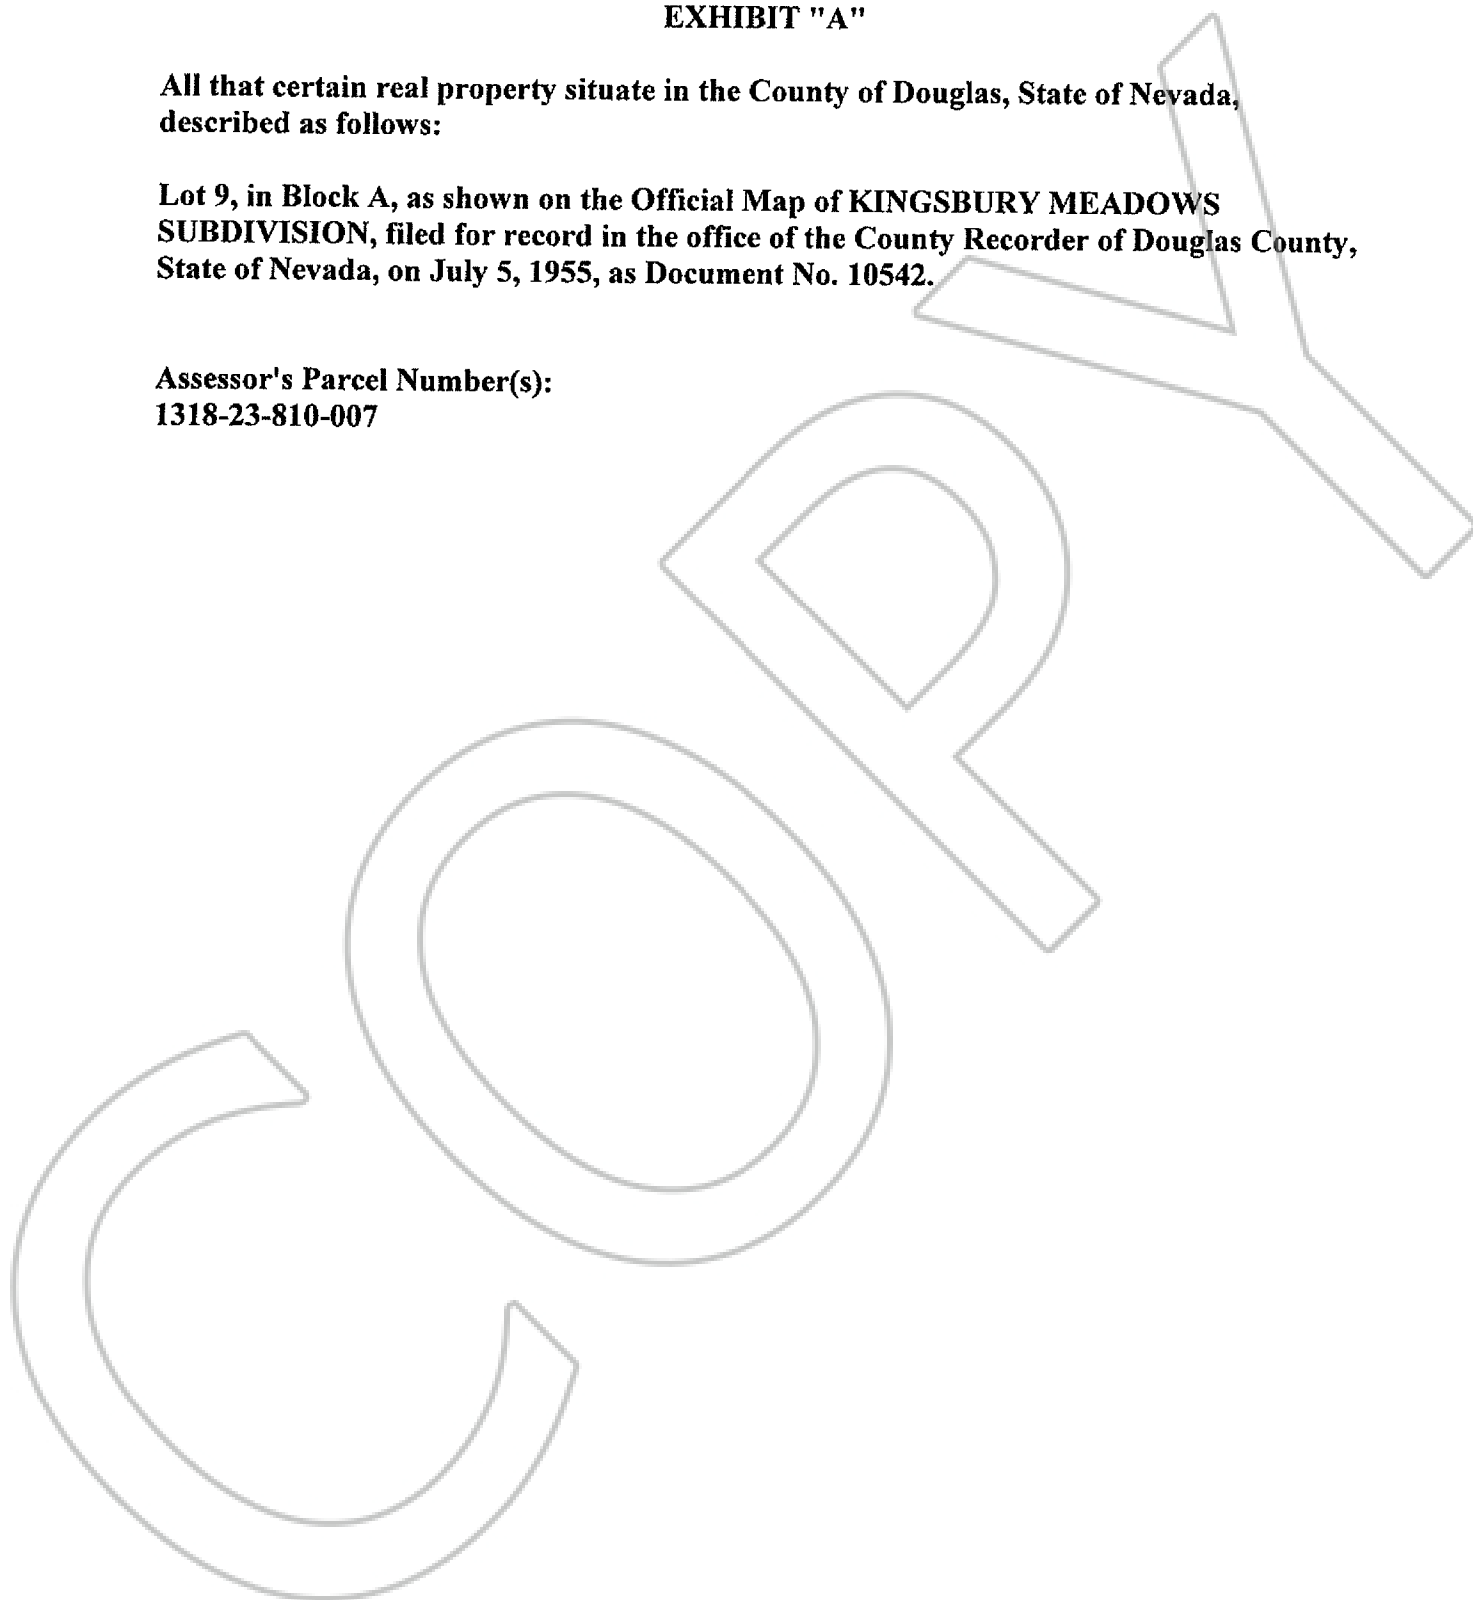 EXHIBIT "A"
All that certain real property situate in the County of Douglas, State of Nevada,
described as follows:
Lot 9, in Block A, as shown on the Official Map of KINGSBURY MEADOWS
SUBDIVISION, filed for record in the office of the County Recorder of Douglas County,
State of Nevada, on July 5, 1955, as Document No. 10542.
Assessor's Parcel Number(s):
1318-23-810-007
COPY